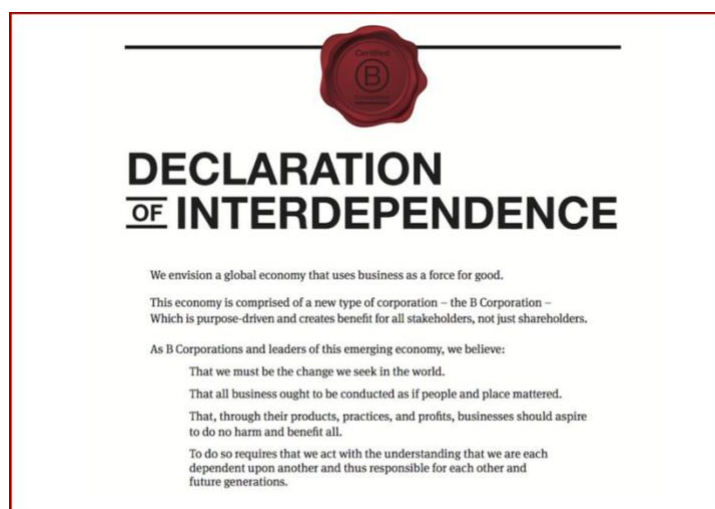 Certified
B
DECLARATION
OF INTERDEPENDENCE
We envision a global economy that uses business as a force for good.
This economy is comprised of a new type of corporation – the B Corporation –
Which is purpose-driven and creates benefit for all stakeholders, not just shareholders.
As B Corporations and leaders of this emerging economy, we believe:
That we must be the change we seek in the world.
That all business ought to be conducted as if people and place mattered.
That, through their products, practices, and profits, businesses should aspire
to do no harm and benefit all.
To do so requires that we act with the understanding that we are each
dependent upon another and thus responsible for each other and
future generations.